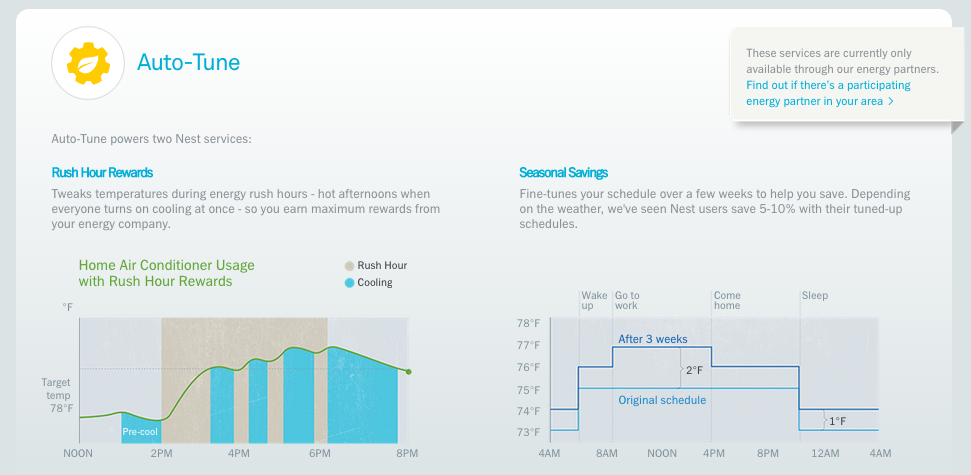 Auto-Tune
These services are currently only
available through our energy partners.
Find out if there's a participating
energy partner in your area >
Auto-Tune powers two Nest services:
Rush Hour Rewards
Tweaks temperatures during energy rush hours - hot afternoons when
everyone turns on cooling at once - so you earn maximum rewards from
your energy company.
Seasonal Savings
Fine-tunes your schedule over a few weeks to help you save. Depending
on the weather, we've seen Nest users save 5-10% with their tuned-up
schedules.
Home Air Conditioner Usage
with Rush Hour Rewards
Rush Hour
Cooling
°F
Target
temp
78°F
Pre-cool
NOON 2PM 4PM 6PM 8PM
Wake
up
Go to
work
Come
home
Sleep
78°F
77°F
76°F
75°F
74°F
73°F
After 3 weeks
2°F
Original schedule
1°F
4AM 8AM NOON 4PM 8PM 12AM 4AM